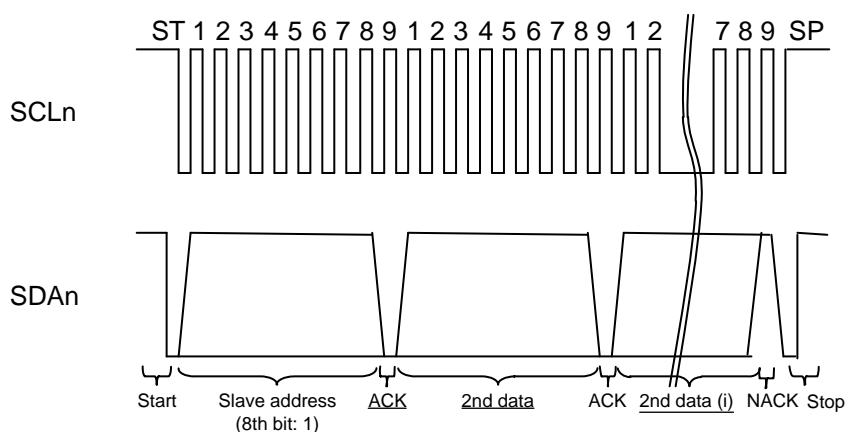 ST 1 2 3 4 5 6 7 8 9 1 2 3 4 5 6 7 8 9 1 2 7 8 9 SP
SCLn
SDAn
Start Slave address ACK 2nd data ACK 2nd data (i) NACK Stop
(8th bit: 1)